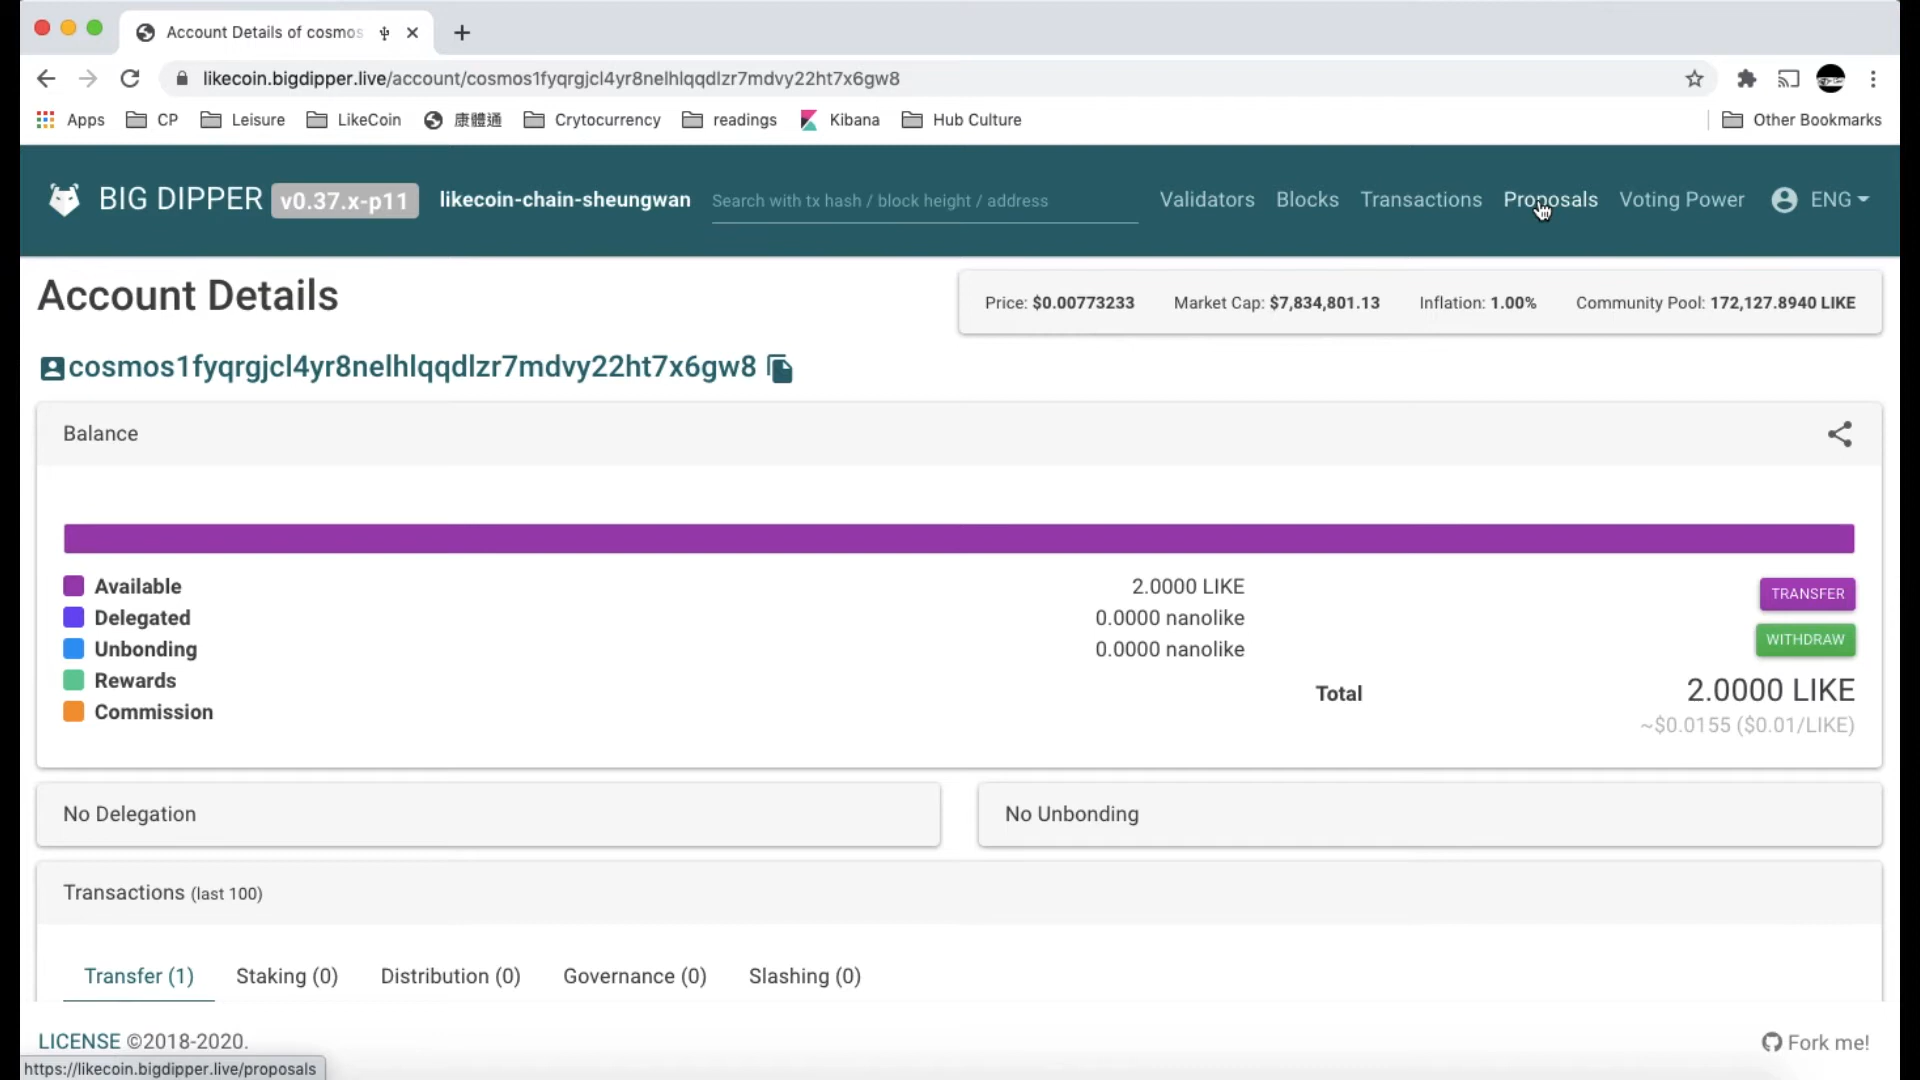 Account Details of cosmos
likecoin.bigdipper.live/account/cosmos1fyqrgjcl4yr8nelhlqqdlzr7mdvy22ht7x6gw8
Apps CP Leisure LikeCoin 康體通 Crytocurrency readings Kibana Hub Culture Other Bookmarks
BIG DIPPER v0.37.x-p11 likecoin-chain-sheungwan Search with tx hash / block height / address Validators Blocks Transactions Proposals Voting Power ENG
Account Details
Price: $0.00773233 Market Cap: $7,834,801.13 Inflation: 1.00% Community Pool: 172,127.8940 LIKE
cosmos1fyqrgjcl4yr8nelhlqqdlzr7mdvy22ht7x6gw8
Balance
Available 2.0000 LIKE TRANSFER
Delegated 0.0000 nanolike
Unbonding 0.0000 nanolike WITHDRAW
Rewards
Total 2.0000 LIKE
Commission
~$0.0155 ($0.01/LIKE)
No Delegation No Unbonding
Transactions (last 100)
Transfer (1) Staking (0) Distribution (0) Governance (0) Slashing (0)
LICENSE ©2018-2020. Fork me!
https://likecoin.bigdipper.live/proposals